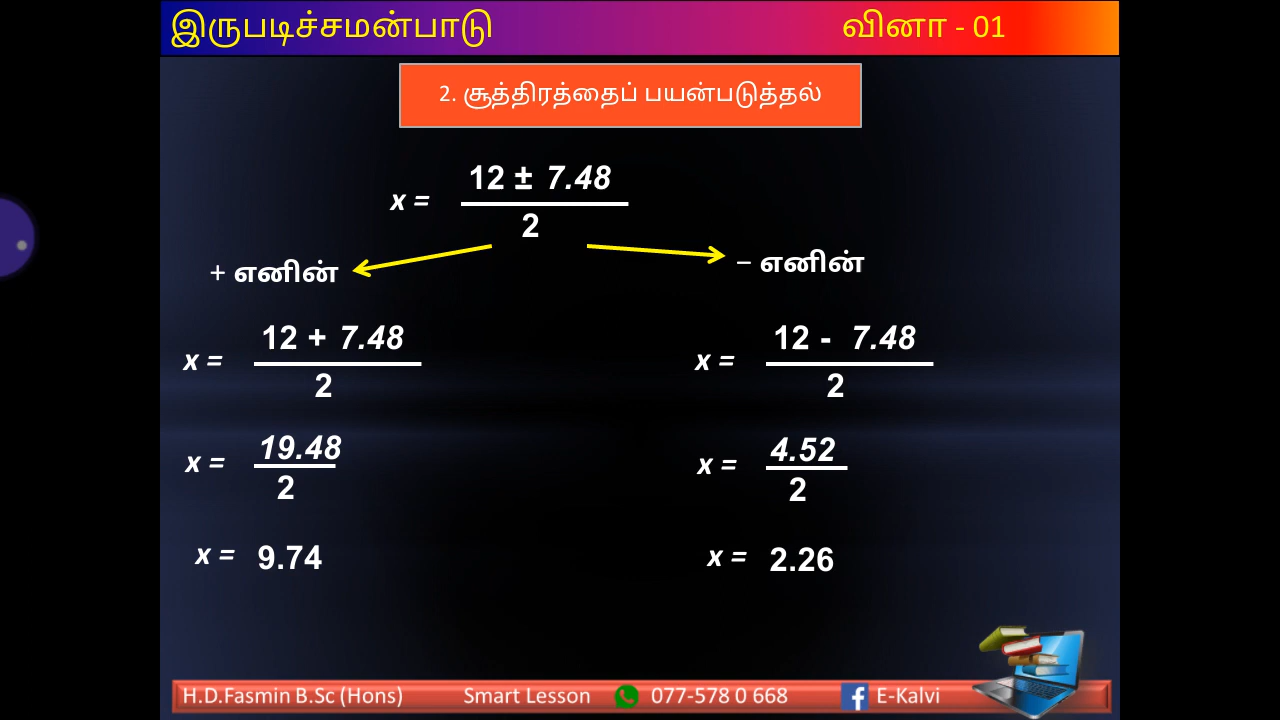 இருபடிச்சமன்பாடு வினா - 01
2. சூத்திரத்தைப் பயன்படுத்தல்
x = 12 ± 7.48
2
+ எனின் − எனின்
x = 12 + 7.48
2
x = 12 - 7.48
2
x = 19.48
2
x = 4.52
2
x = 9.74
x = 2.26
H.D.Fasmin B.Sc (Hons) Smart Lesson 077-578 0 668 E-Kalvi